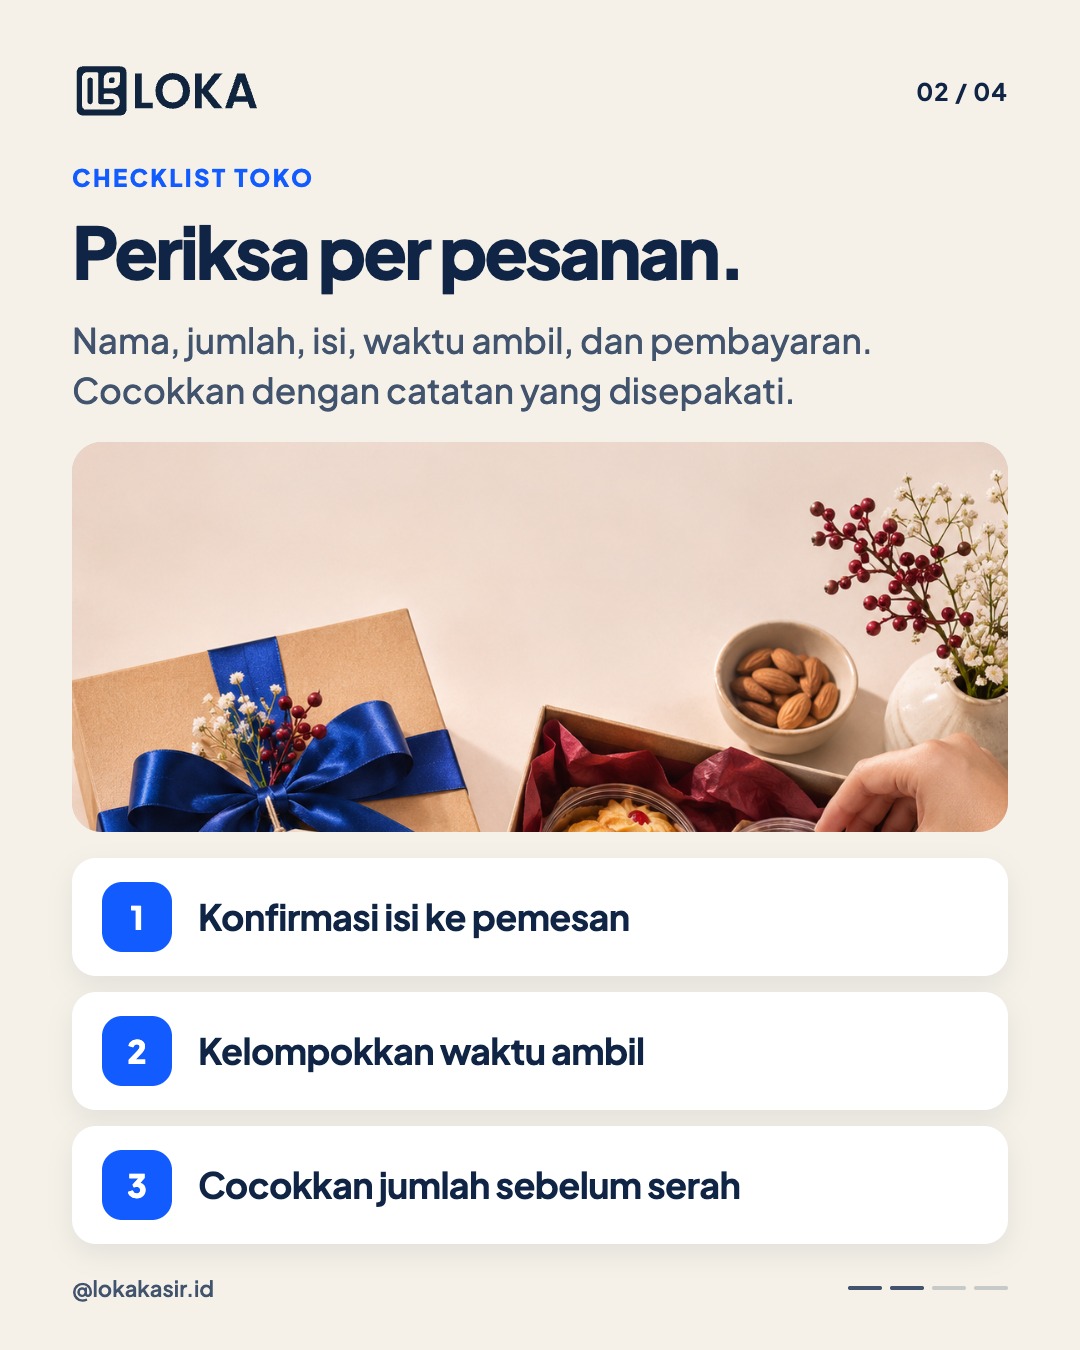 LOKA
02 / 04
CHECKLIST TOKO
Periksa per pesanan.
Nama, jumlah, isi, waktu ambil, dan pembayaran.
Cocokkan dengan catatan yang disepakati.
1 Konfirmasi isi ke pemesan
2 Kelompokkan waktu ambil
3 Cocokkan jumlah sebelum serah
@lokakasir.id